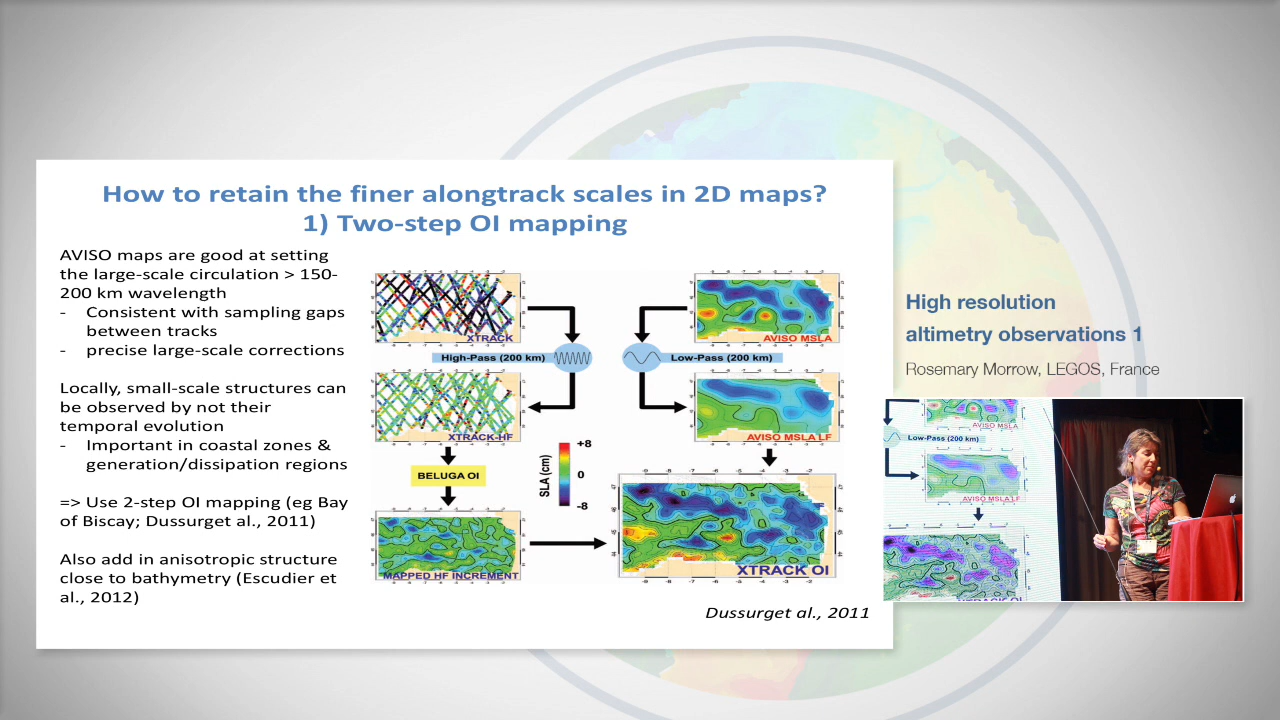 How to retain the finer alongtrack scales in 2D maps?
1) Two-step OI mapping
AVISO maps are good at setting
the large-scale circulation > 150-
200 km wavelength
- Consistent with sampling gaps
between tracks
- precise large-scale corrections
Locally, small-scale structures can
be observed by not their
temporal evolution
- Important in coastal zones &
generation/dissipation regions
=> Use 2-step OI mapping (eg Bay
of Biscay; Dussurget al., 2011)
Also add in anisotropic structure
close to bathymetry (Escudier et
al., 2012)
XTRACK
AVISO MSLA
High-Pass (200 km)
Low-Pass (200 km)
XTRACK-HF
AVISO MSLA LF
BELUGA OI
SLA (cm)
+8
0
-8
MAPPED HF INCREMENT
XTRACK OI
Dussurget al., 2011
High resolution
altimetry observations 1
Rosemary Morrow, LEGOS, France
AVISO MSLA
Low-Pass (200 km)
AVISO MSLA LF
XTRACK OI